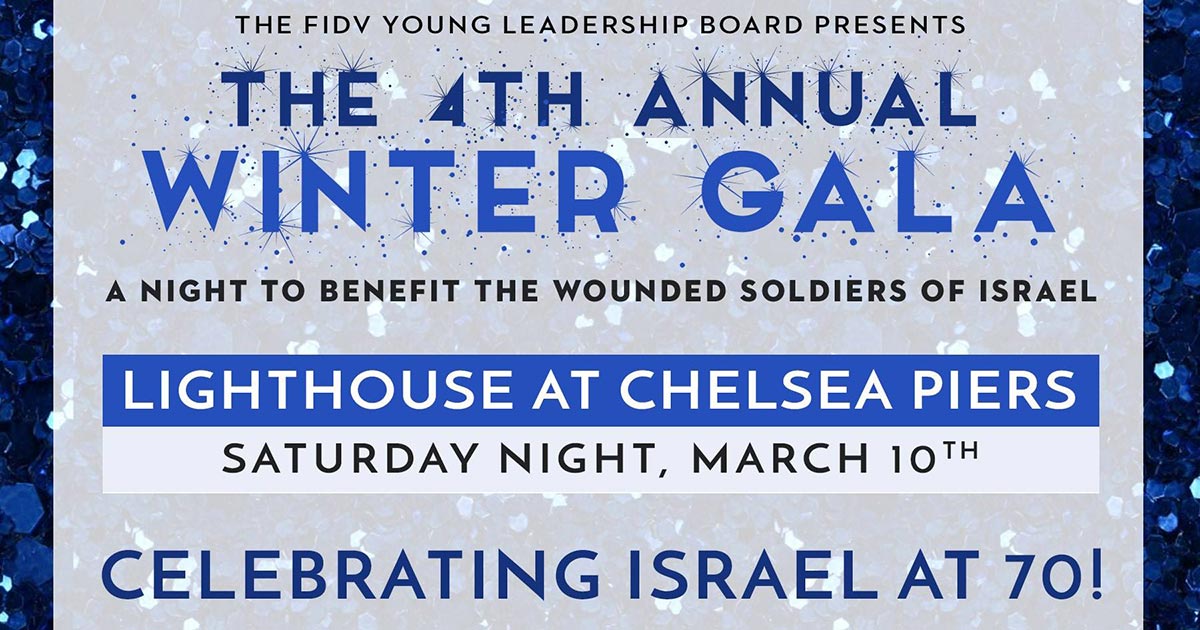 THE FIDV YOUNG LEADERSHIP BOARD PRESENTS
THE 4TH ANNUAL
WINTER GALA
A NIGHT TO BENEFIT THE WOUNDED SOLDIERS OF ISRAEL
LIGHTHOUSE AT CHELSEA PIERS
SATURDAY NIGHT, MARCH 10TH
CELEBRATING ISRAEL AT 70!